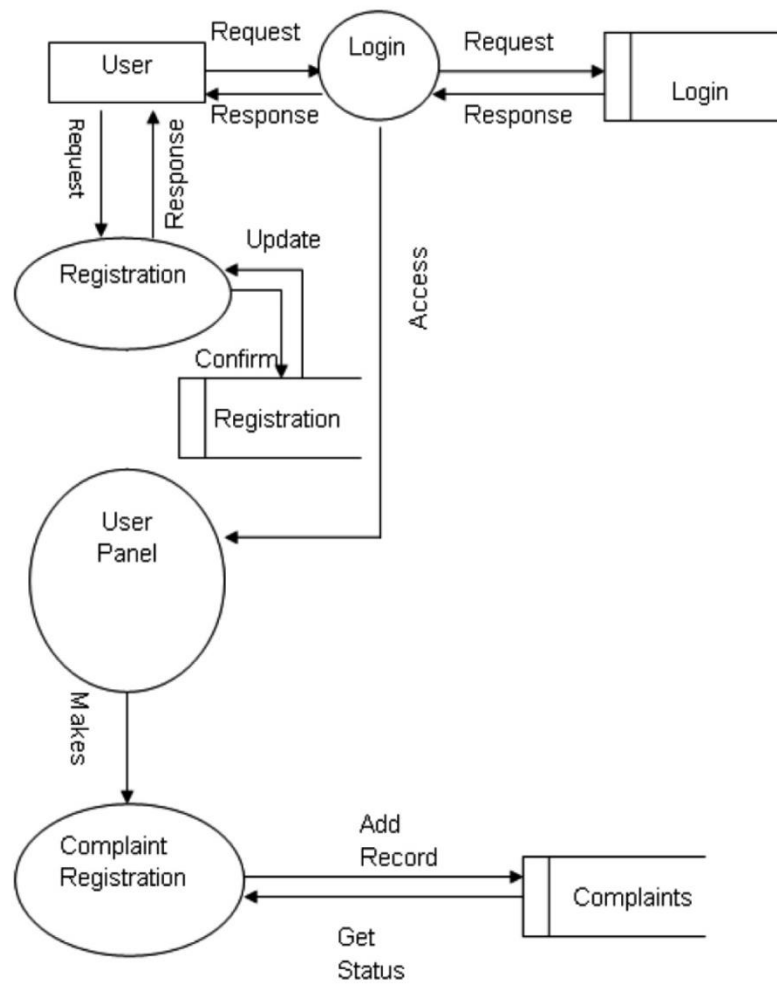 Request
Login
Request
User
Login
Response
Response
Request
Response
Update
Registration
Access
Confirm
Registration
User
Panel
Makes
Complaint
Registration
Add
Record
Complaints
Get
Status